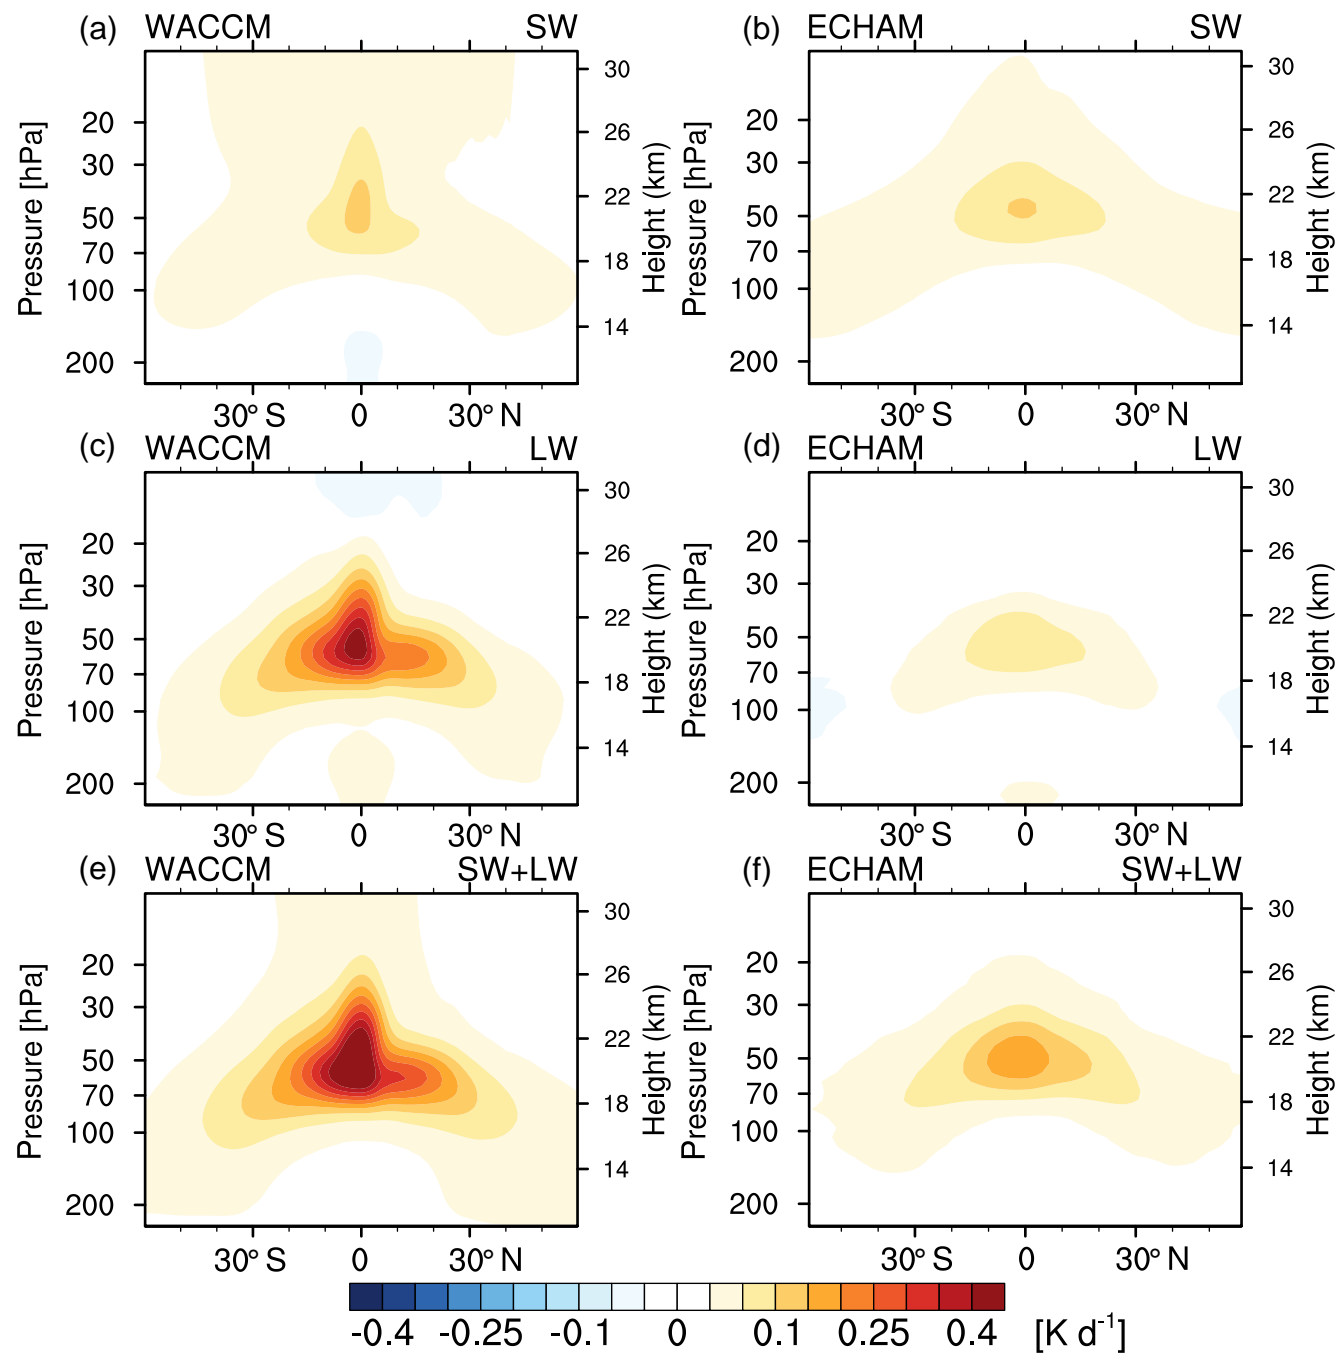 (a) WACCM SW
(b) ECHAM SW
Pressure [hPa]
20
30
50
70
100
200
30
26
22
18
14
Height (km)
30° S 0 30° N
Pressure [hPa]
20
30
50
70
100
200
30
26
22
18
14
Height (km)
30° S 0 30° N
(c) WACCM LW
(d) ECHAM LW
Pressure [hPa]
20
30
50
70
100
200
30
26
22
18
14
Height (km)
30° S 0 30° N
Pressure [hPa]
20
30
50
70
100
200
30
26
22
18
14
Height (km)
30° S 0 30° N
(e) WACCM SW+LW
(f) ECHAM SW+LW
Pressure [hPa]
20
30
50
70
100
200
30
26
22
18
14
Height (km)
30° S 0 30° N
Pressure [hPa]
20
30
50
70
100
200
30
26
22
18
14
Height (km)
30° S 0 30° N
-0.4 -0.25 -0.1 0 0.1 0.25 0.4 [K d⁻¹]